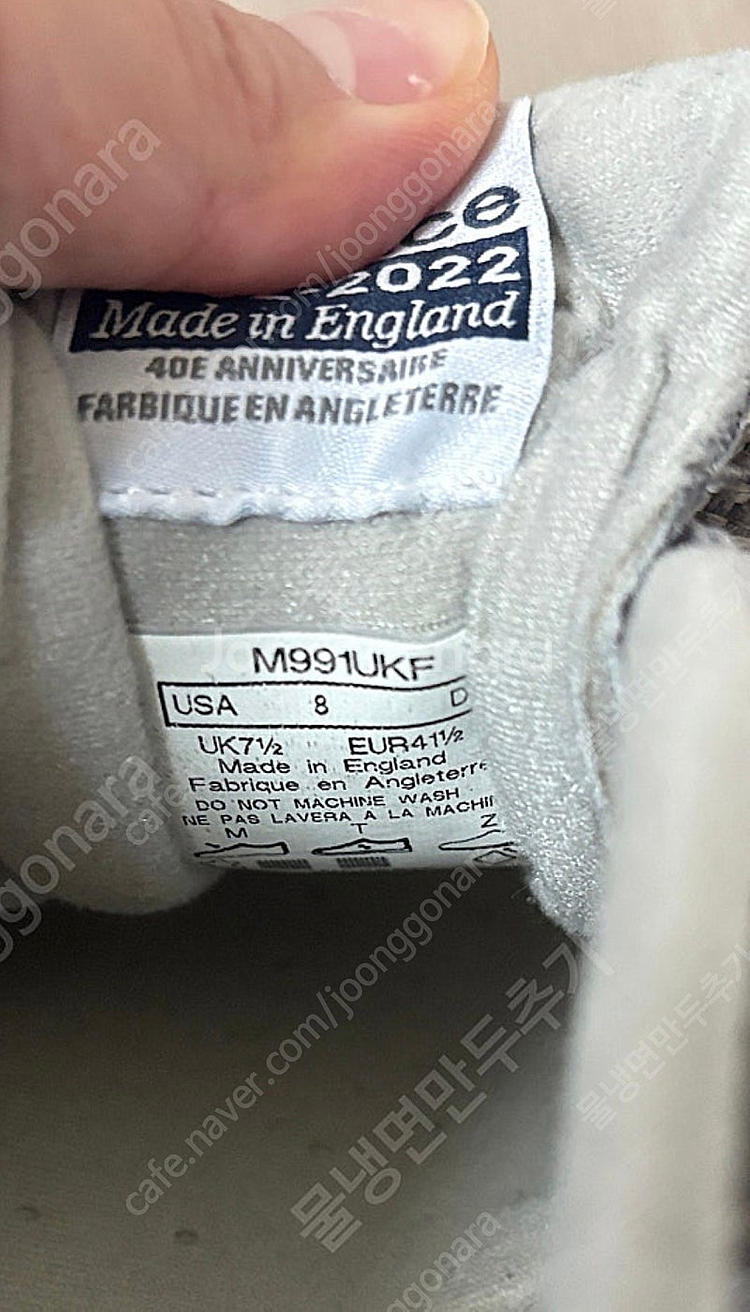 2022
Made in England
40E ANNIVERSAIRE
FARBIQUE EN ANGLETERRE
M991UKF
USA 8 D
UK7½ EUR41½
Made in England
Fabrique en Angleterre
DO NOT MACHINE WASH
NE PAS LAVERA A LA MACHI
M T Z
cafe.naver.com/joonggonara
물냉면만두추가